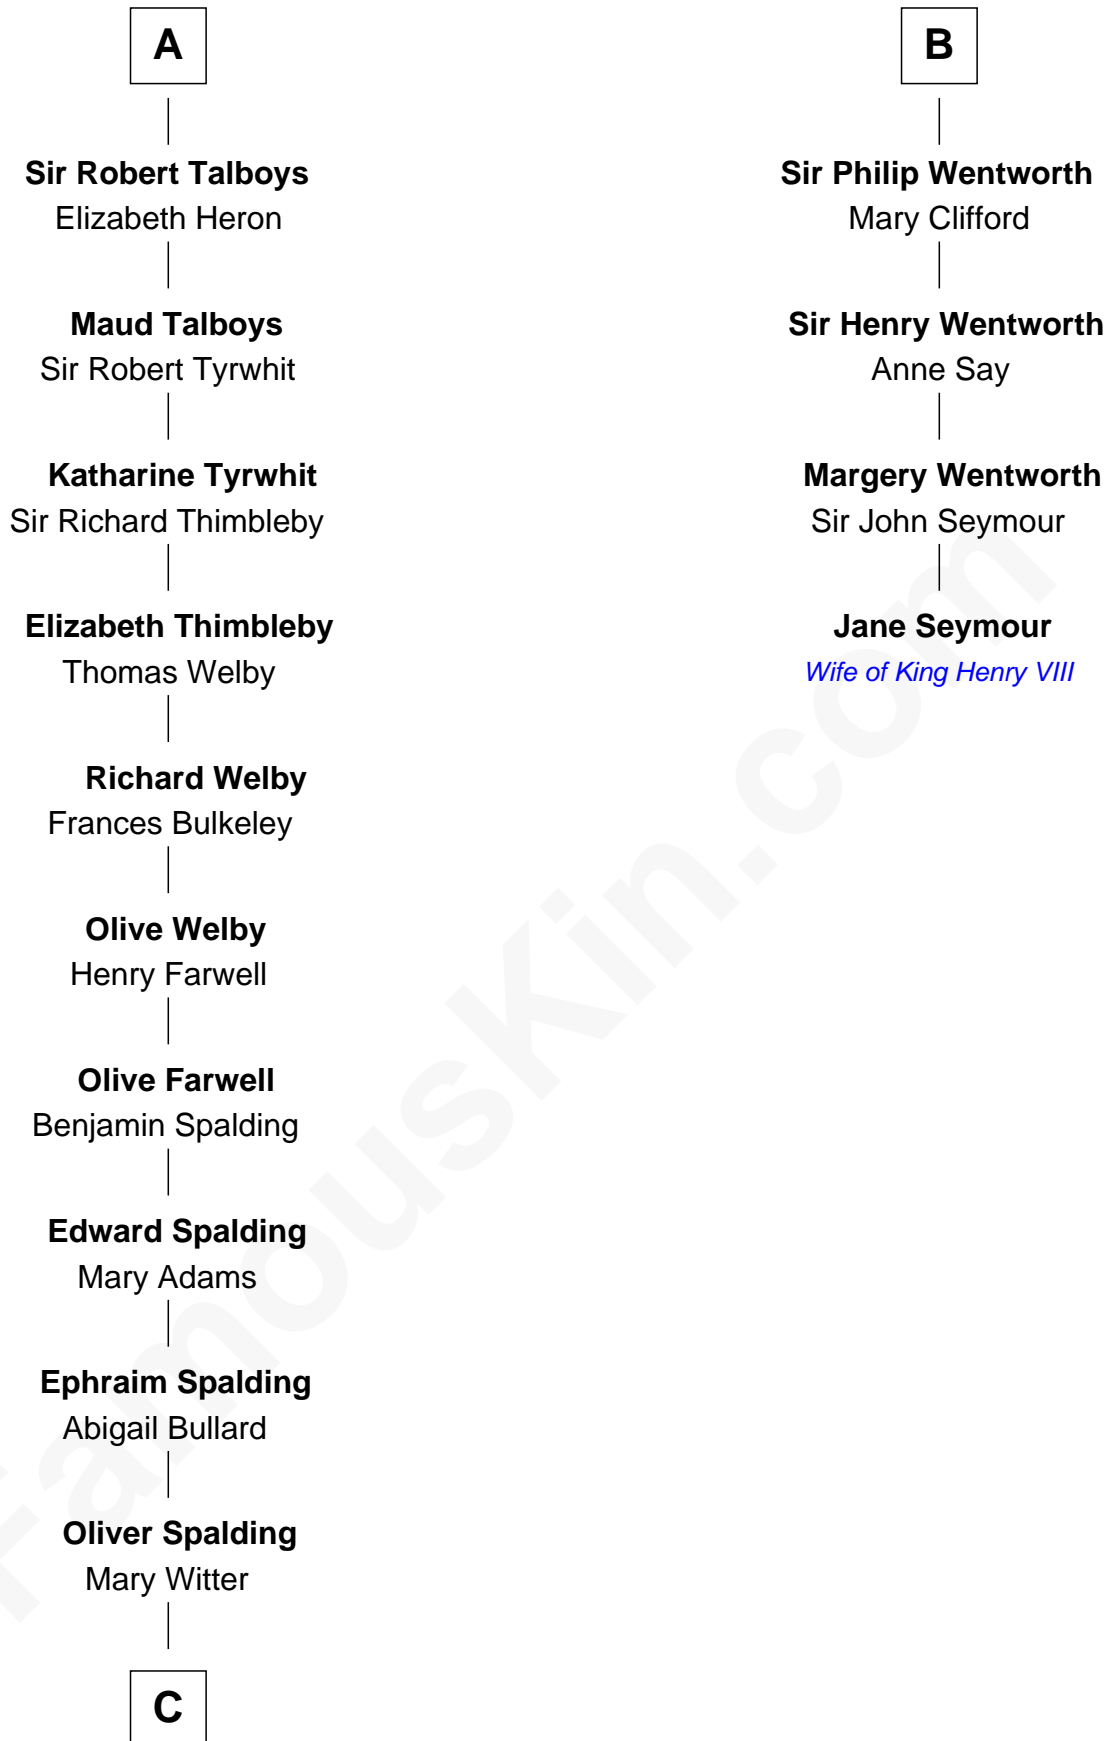 A
Sir Robert Talboys
Elizabeth Heron
Maud Talboys
Sir Robert Tyrwhit
Katharine Tyrwhit
Sir Richard Thimbleby
Elizabeth Thimbleby
Thomas Welby
Richard Welby
Frances Bulkeley
Olive Welby
Henry Farwell
Olive Farwell
Benjamin Spalding
Edward Spalding
Mary Adams
Ephraim Spalding
Abigail Bullard
Oliver Spalding
Mary Witter
C
B
Sir Philip Wentworth
Mary Clifford
Sir Henry Wentworth
Anne Say
Margery Wentworth
Sir John Seymour
Jane Seymour
Wife of King Henry VIII
FamousKin.com